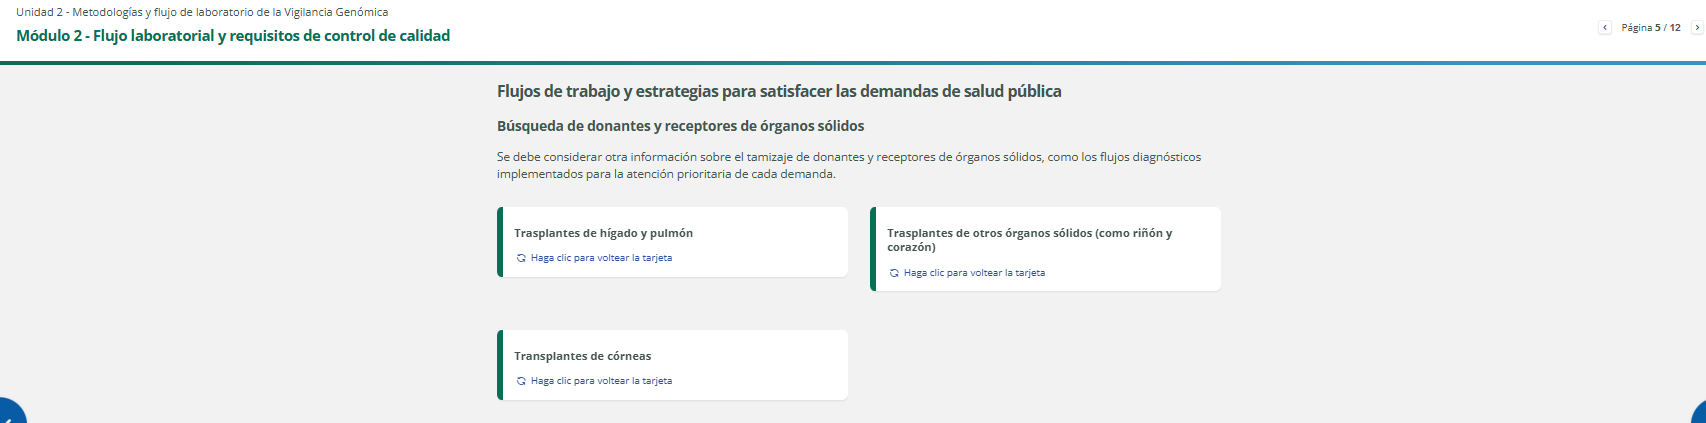 Unidad 2 - Metodologías y flujo de laboratorio de la Vigilancia Genómica
Módulo 2 - Flujo laboratorial y requisitos de control de calidad
Página 5 / 12
Flujos de trabajo y estrategias para satisfacer las demandas de salud pública
Búsqueda de donantes y receptores de órganos sólidos
Se debe considerar otra información sobre el tamizaje de donantes y receptores de órganos sólidos, como los flujos diagnósticos
implementados para la atención prioritaria de cada demanda.
Trasplantes de hígado y pulmón
Haga clic para voltear la tarjeta
Trasplantes de otros órganos sólidos (como riñón y
corazón)
Haga clic para voltear la tarjeta
Transplantes de córneas
Haga clic para voltear la tarjeta